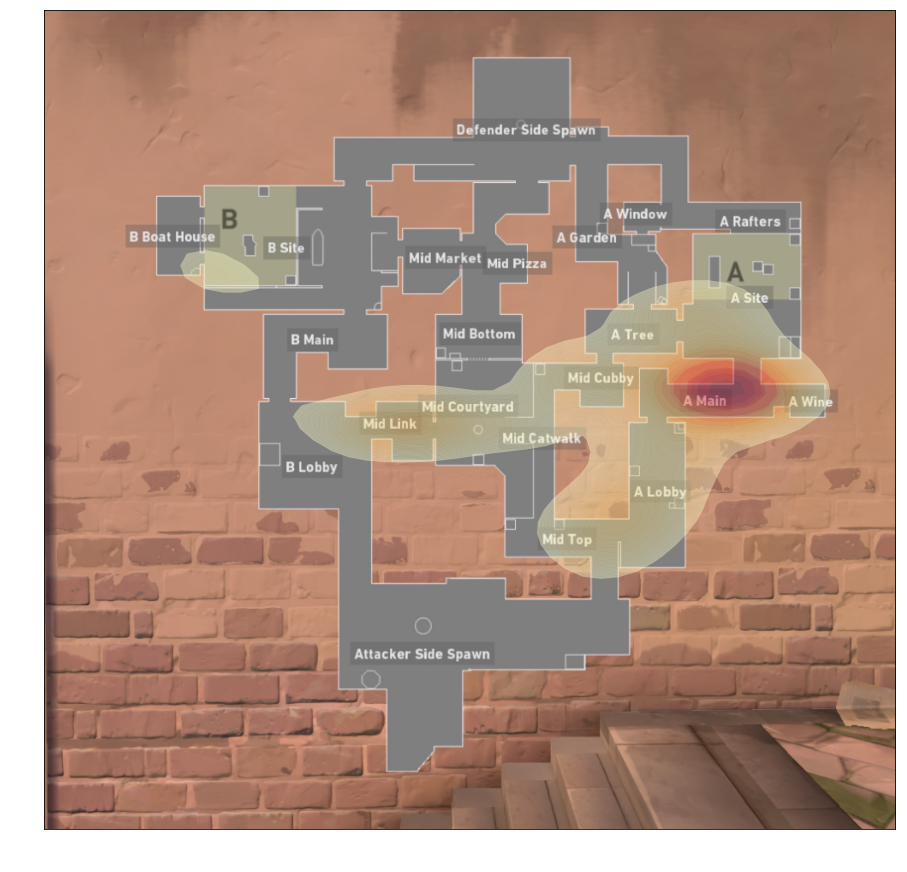 Defender Side Spawn
A Window
A Rafters
B
B Boat House
B Site
A Garden
Mid Market
Mid Pizza
A
A Site
B Main
Mid Bottom
A Tree
Mid Cubby
A Main
A Wine
Mid Courtyard
Mid Link
Mid Catwalk
B Lobby
A Lobby
Mid Top
Attacker Side Spawn